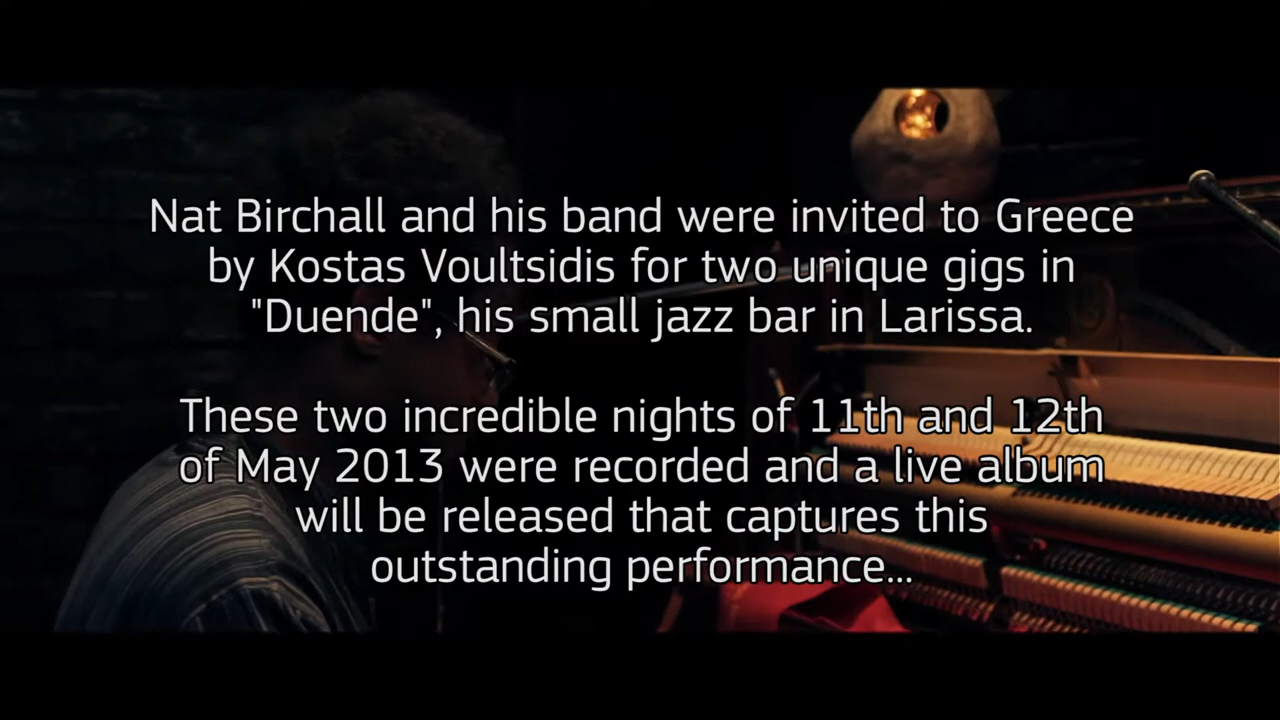 Nat Birchall and his band were invited to Greece
by Kostas Voultsidis for two unique gigs in
"Duende", his small jazz bar in Larissa.
These two incredible nights of 11th and 12th
of May 2013 were recorded and a live album
will be released that captures this
outstanding performance...